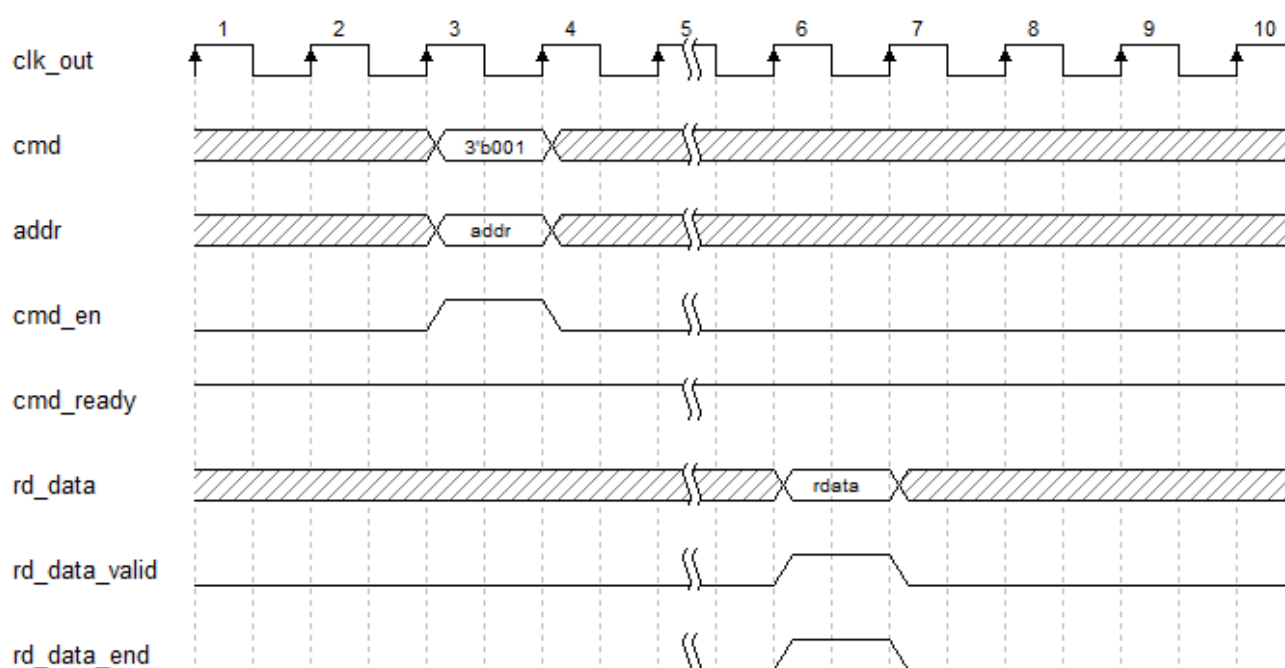 1 2 3 4 5 6 7 8 9 10
clk_out
cmd 3'b001
addr addr
cmd_en
cmd_ready
rd_data rdata
rd_data_valid
rd_data_end